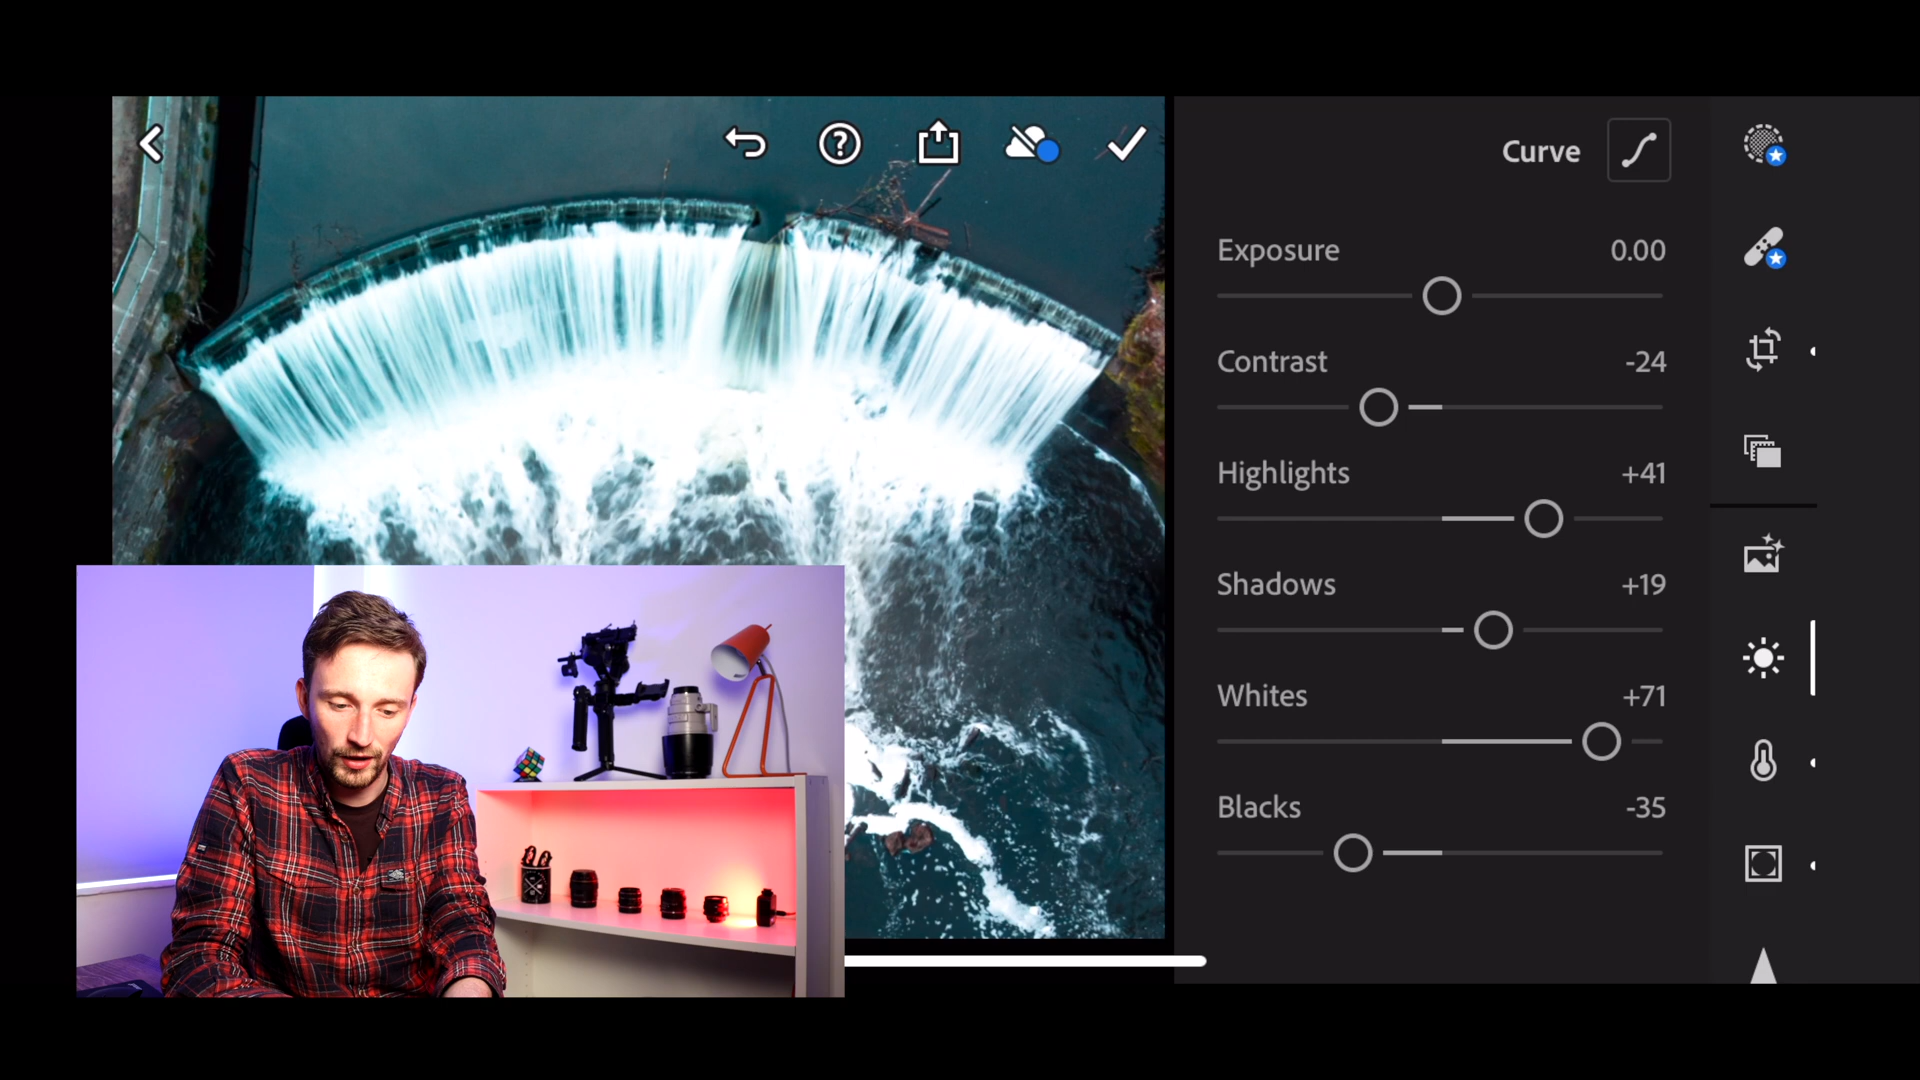 Curve
Exposure 0.00
Contrast -24
Highlights +41
Shadows +19
Whites +71
Blacks -35